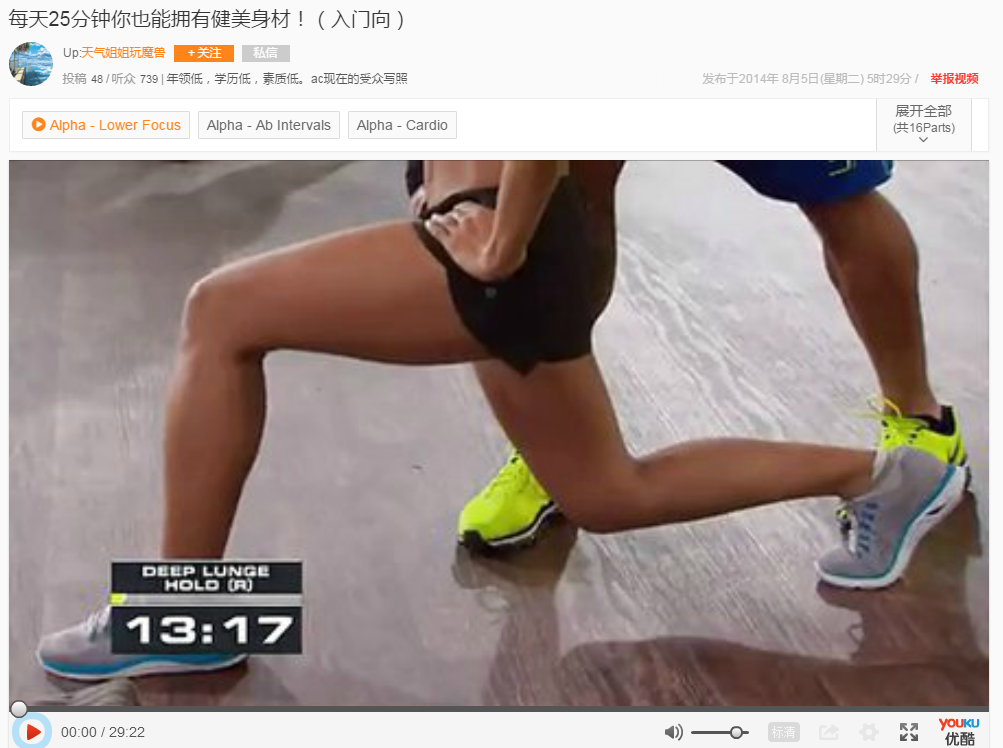 每天25分钟你也能拥有健美身材！（入门向）
Up:天气姐姐玩魔兽 +关注 私信
投稿 48 / 听众 739 | 年领低，学历低，素质低。ac现在的受众写照
发布于2014年 8月5日(星期二) 5时29分 / 举报视频
Alpha - Lower Focus Alpha - Ab Intervals Alpha - Cardio
展开全部
(共16Parts)
DEEP LUNGE
HOLD (R)
13:17
00:00 / 29:22 标清
YOUKU
优酷